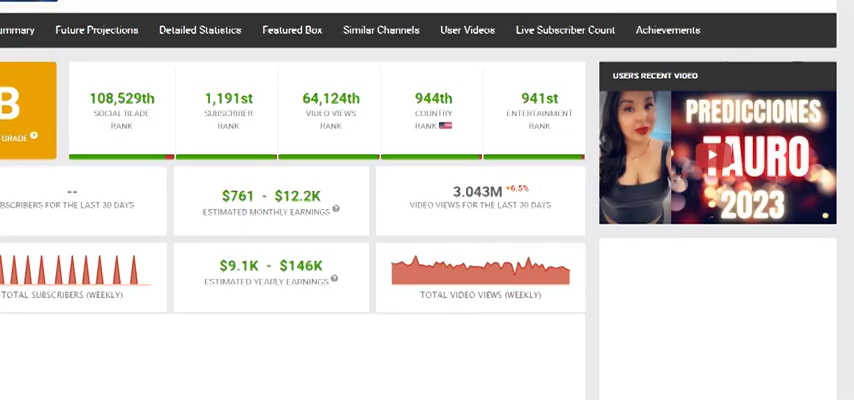 ummary Future Projections Detailed Statistics Featured Box Similar Channels User Videos Live Subscriber Count Achievements
B
GRADE
108,529th
SOCIAL BLADE
RANK
1,191st
SUBSCRIBER
RANK
64,124th
VIDEO VIEWS
RANK
944th
COUNTRY
RANK
941st
ENTERTAINMENT
RANK
USERS RECENT VIDEO
PREDICCIONES
TAURO
2023
--
BSCRIBERS FOR THE LAST 30 DAYS
$761 - $12.2K
ESTIMATED MONTHLY EARNINGS ?
3.043M -6.5%
VIDEO VIEWS FOR THE LAST 30 DAYS
TOTAL SUBSCRIBERS (WEEKLY)
$9.1K - $146K
ESTIMATED YEARLY EARNINGS ?
TOTAL VIDEO VIEWS (WEEKLY)